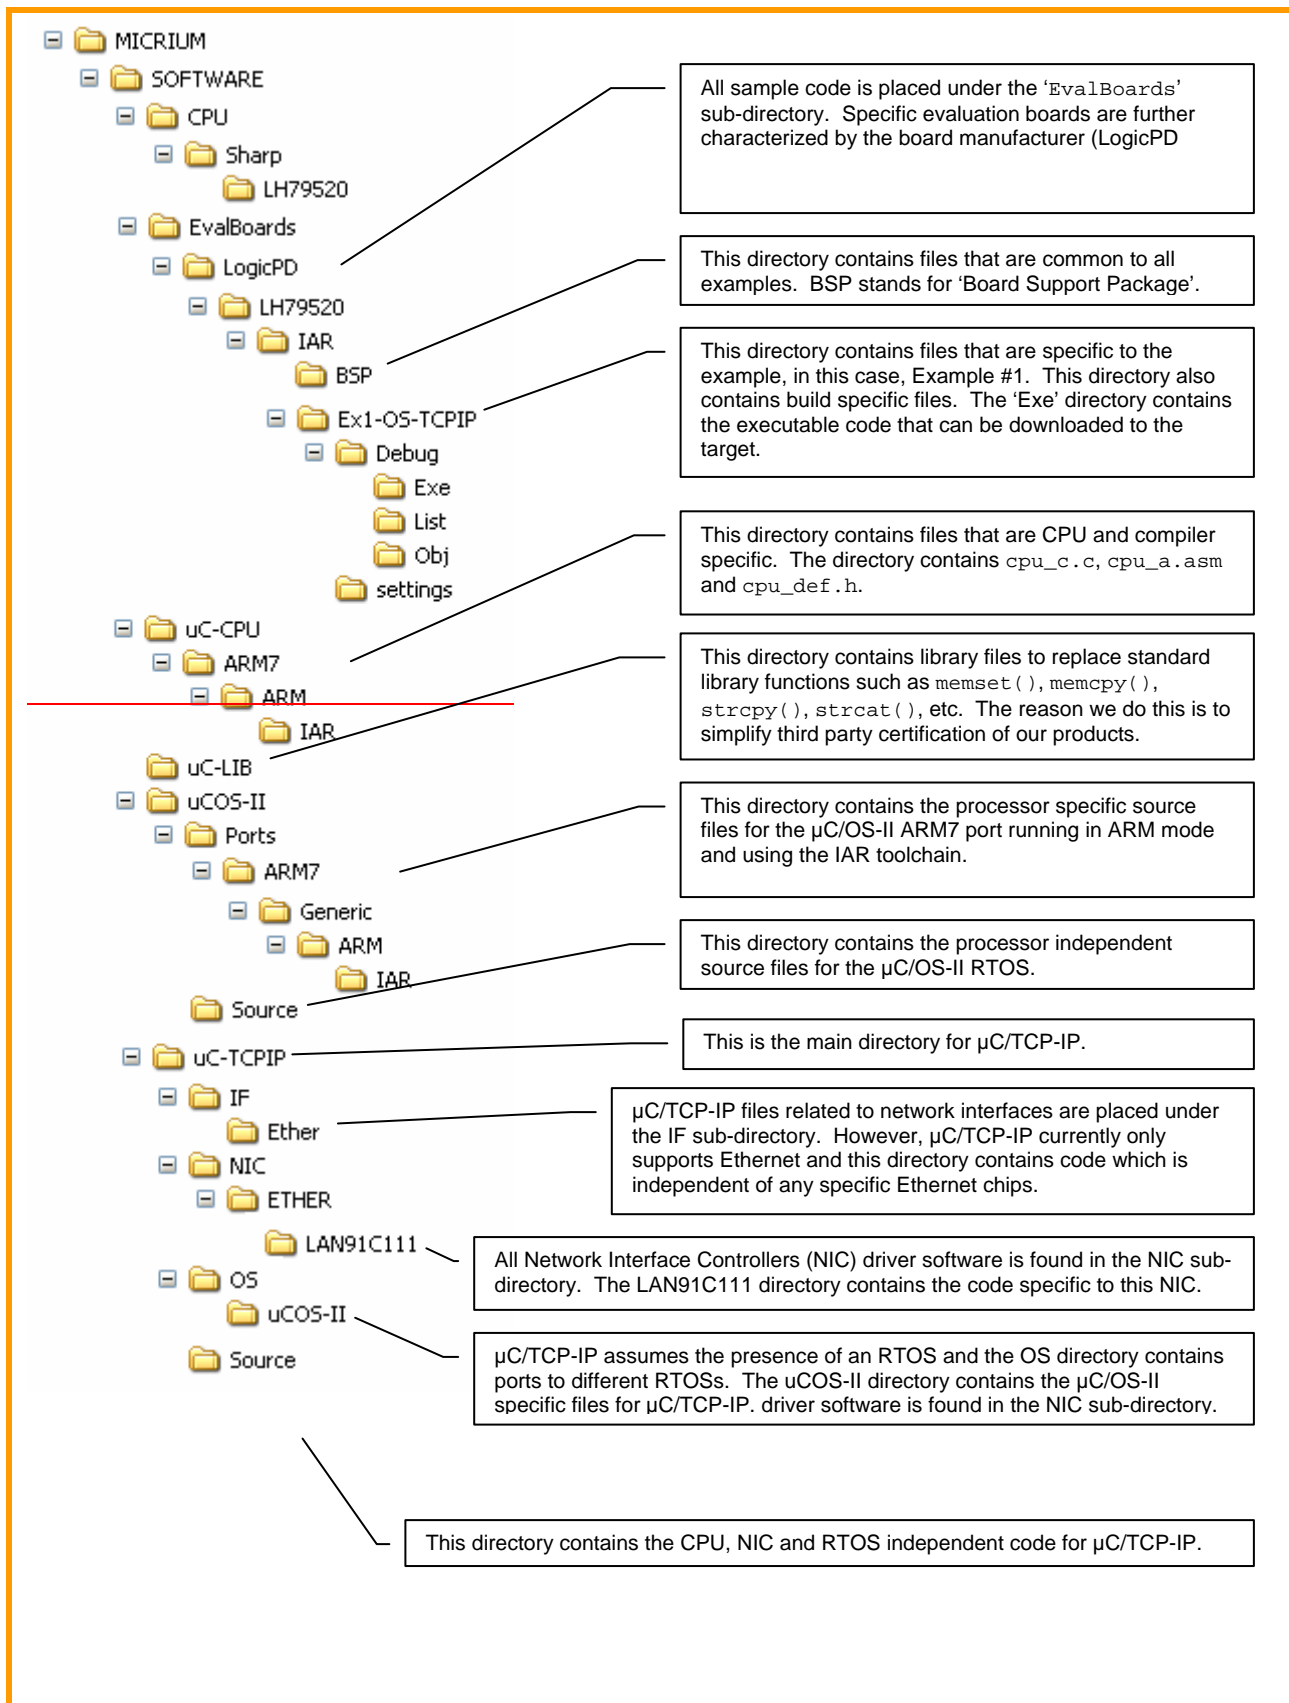 MICRIUM
SOFTWARE
CPU
Sharp
LH79520
EvalBoards
LogicPD
LH79520
IAR
BSP
Ex1-OS-TCPIP
Debug
Exe
List
Obj
settings
uC-CPU
ARM7
ARM
IAR
uC-LIB
uCOS-II
Ports
ARM7
Generic
ARM
IAR
Source
uC-TCPIP
IF
Ether
NIC
ETHER
LAN91C111
OS
uCOS-II
Source
All sample code is placed under the ‘EvalBoards’
sub-directory. Specific evaluation boards are further
characterized by the board manufacturer (LogicPD
This directory contains files that are common to all
examples. BSP stands for ‘Board Support Package’.
This directory contains files that are specific to the
example, in this case, Example #1. This directory also
contains build specific files. The ‘Exe’ directory contains
the executable code that can be downloaded to the
target.
This directory contains files that are CPU and compiler
specific. The directory contains cpu_c.c, cpu_a.asm
and cpu_def.h.
This directory contains library files to replace standard
library functions such as memset(), memcpy(),
strcpy(), strcat(), etc. The reason we do this is to
simplify third party certification of our products.
This directory contains the processor specific source
files for the µC/OS-II ARM7 port running in ARM mode
and using the IAR toolchain.
This directory contains the processor independent
source files for the µC/OS-II RTOS.
This is the main directory for µC/TCP-IP.
µC/TCP-IP files related to network interfaces are placed under
the IF sub-directory. However, µC/TCP-IP currently only
supports Ethernet and this directory contains code which is
independent of any specific Ethernet chips.
All Network Interface Controllers (NIC) driver software is found in the NIC sub-
directory. The LAN91C111 directory contains the code specific to this NIC.
µC/TCP-IP assumes the presence of an RTOS and the OS directory contains
ports to different RTOSs. The uCOS-II directory contains the µC/OS-II
specific files for µC/TCP-IP. driver software is found in the NIC sub-directory.
This directory contains the CPU, NIC and RTOS independent code for µC/TCP-IP.